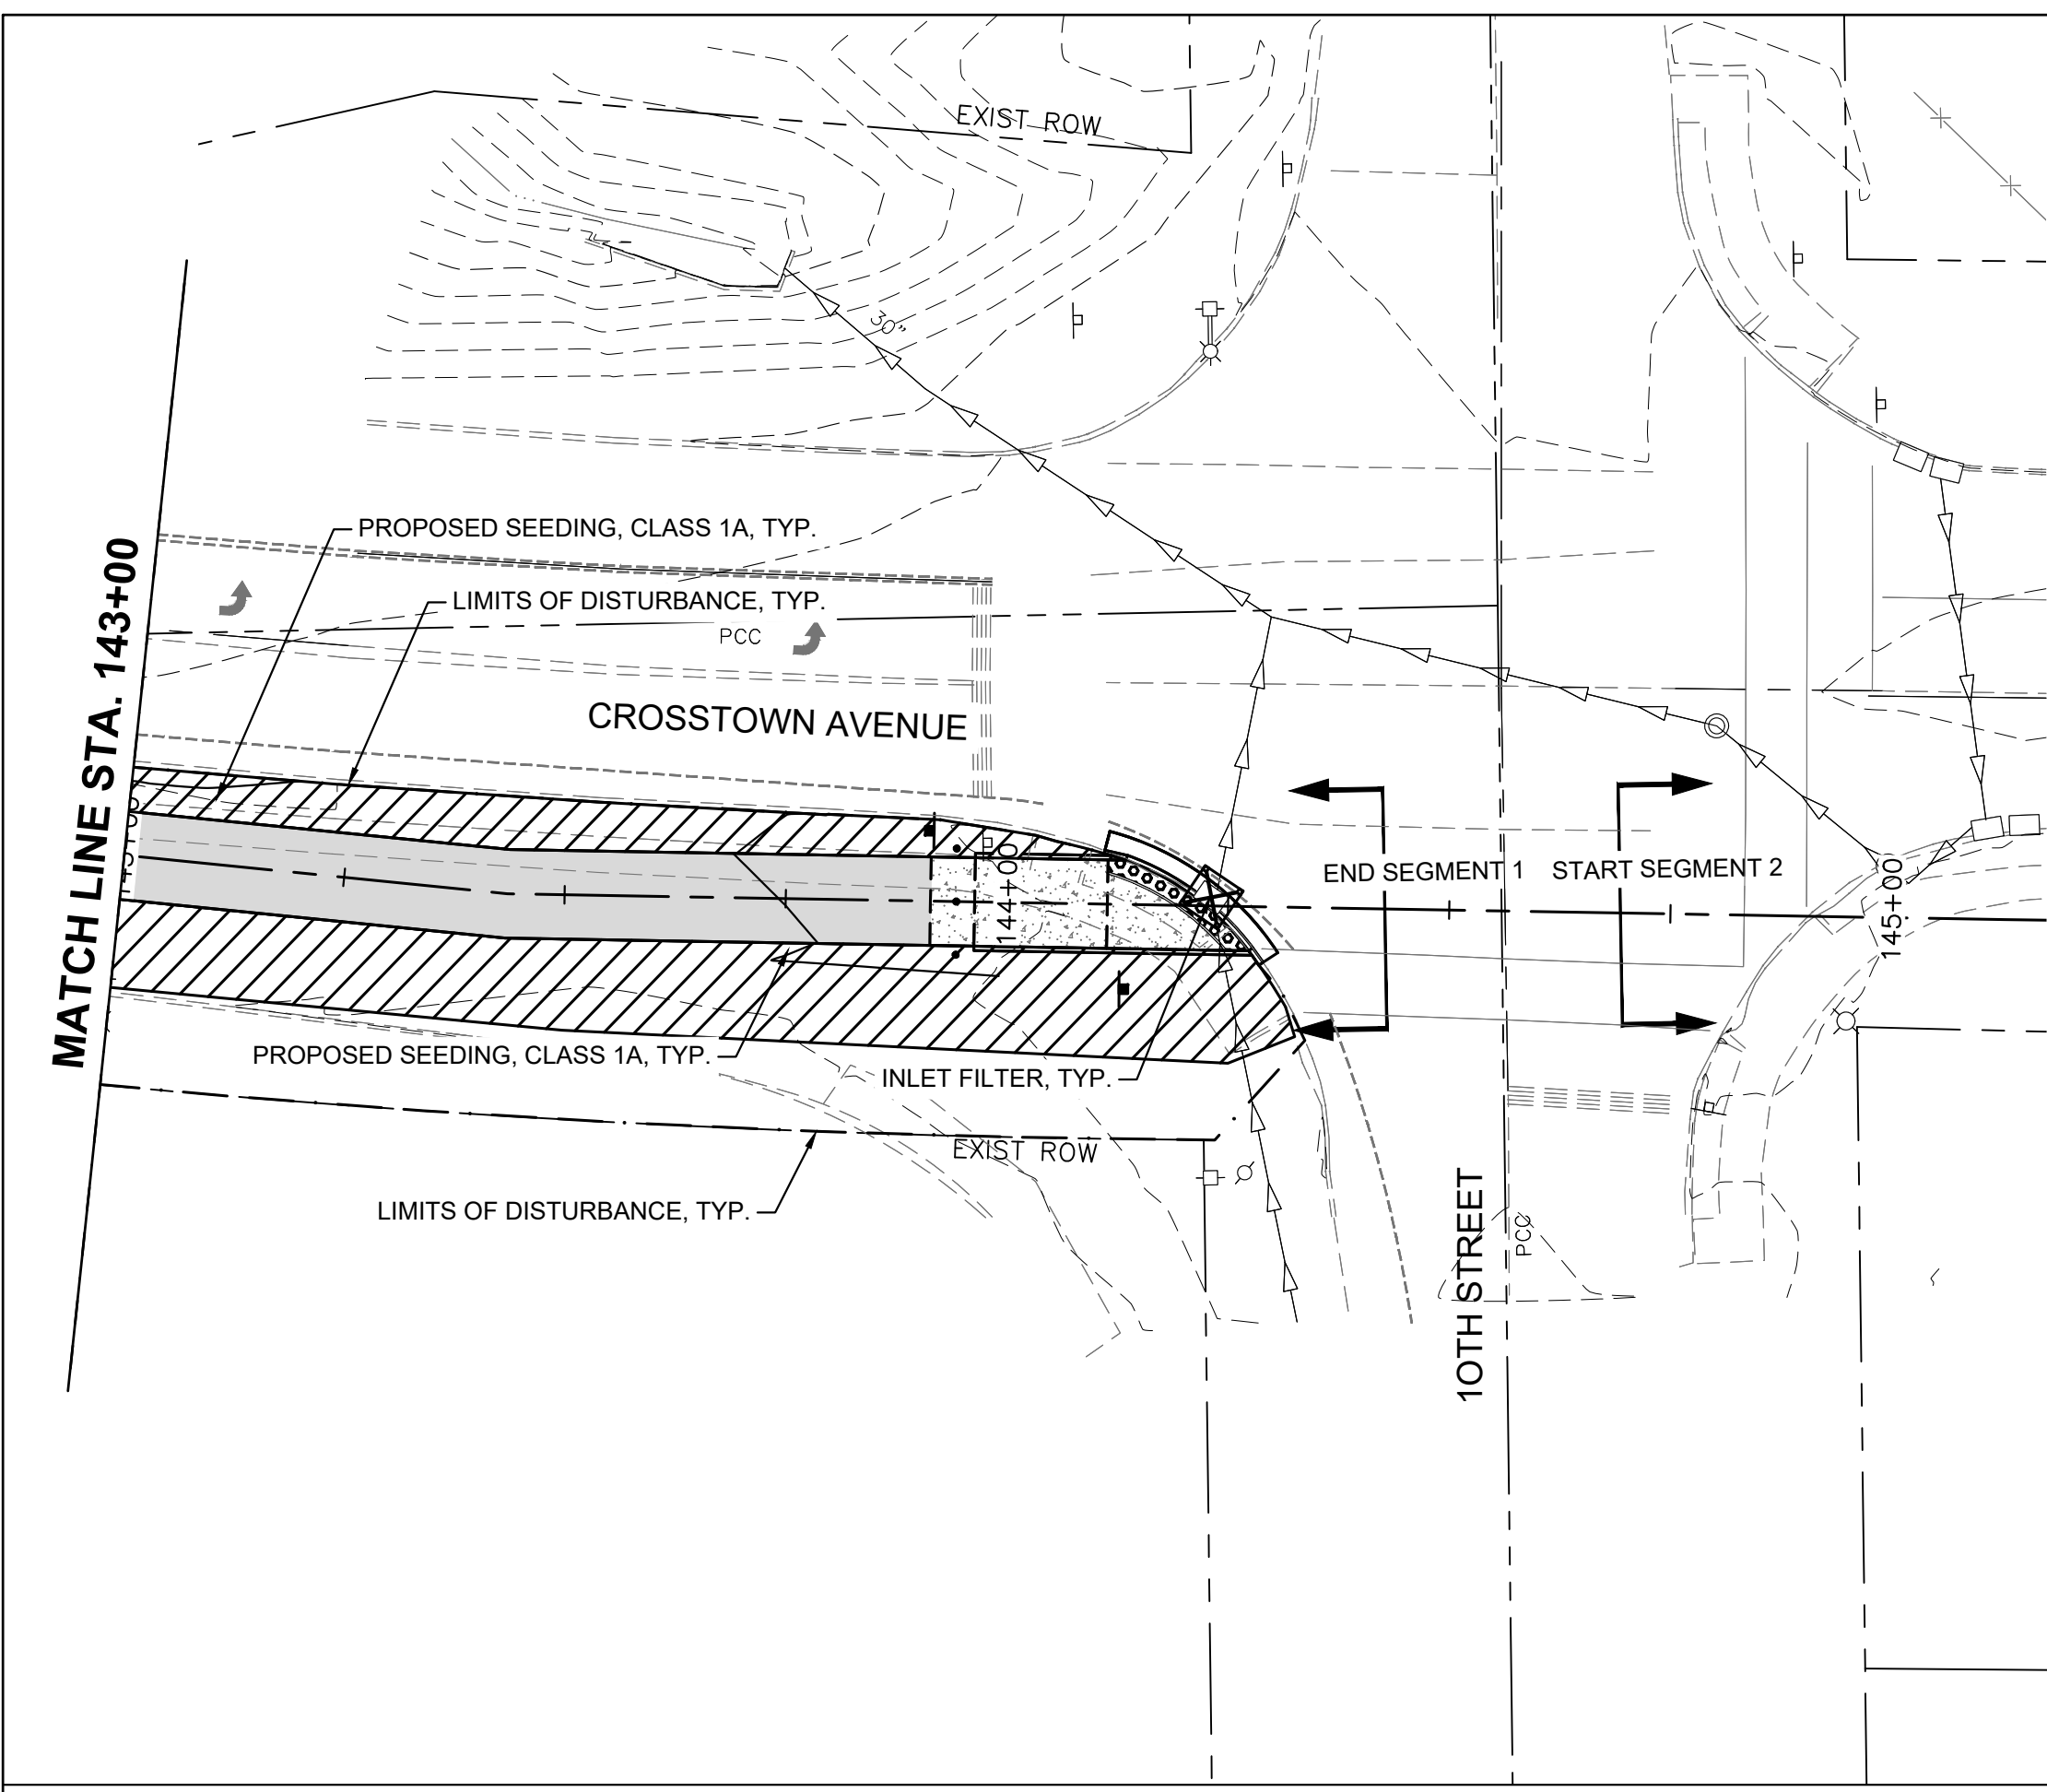 EXIST ROW
30"
PROPOSED SEEDING, CLASS 1A, TYP.
LIMITS OF DISTURBANCE, TYP.
PCC
CROSSTOWN AVENUE
MATCH LINE STA. 143+00
144+00
END SEGMENT 1
START SEGMENT 2
145+00
PROPOSED SEEDING, CLASS 1A, TYP.
INLET FILTER, TYP.
EXIST ROW
LIMITS OF DISTURBANCE, TYP.
10TH STREET
PCC